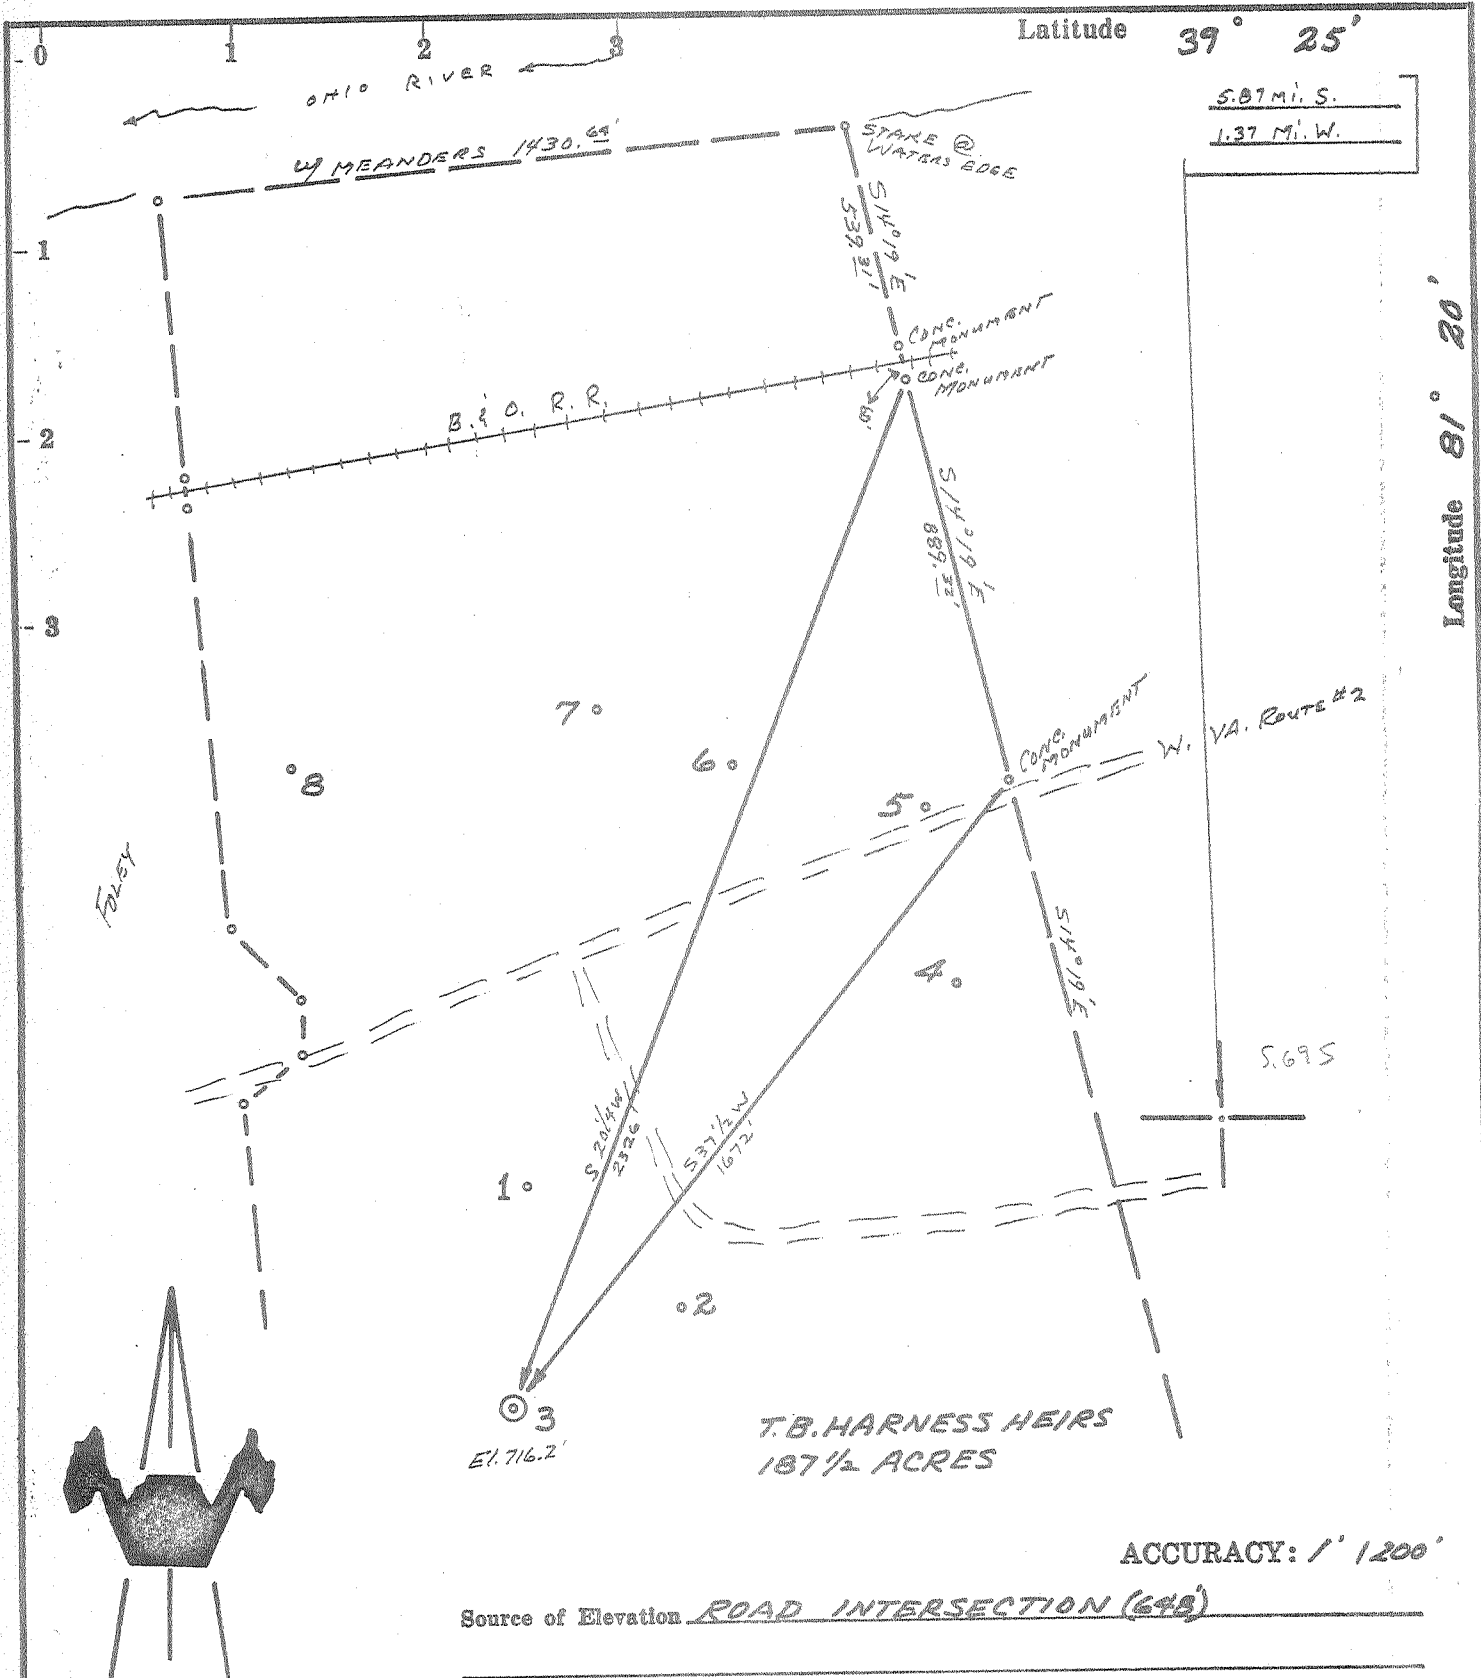 Latitude 39° 25'
0 1 2 3
OHIO RIVER
5.87 Mi. S.
1.37 Mi. W.
W/ MEANDERS 1430.64'
STAKE @
WATERS EDGE
S 14° 19' E
539.31'
1
Longitude 81° 20'
CONC.
MONUMENT
CONC.
MONUMENT
B. & O. R. R.
2
S 14° 19' E
889.32'
3
7
6
8
5
CONC.
MONUMENT
W. VA. ROUTE #2
FOLEY
4
S 14° 19' E
5.695
S 20 1/4 W
2326'
S 37 1/2 W
1672'
1
2
3
El. 716.2'
T.B. HARNESS HEIRS
187 1/2 ACRES
ACCURACY: 1' 1200'
Source of Elevation ROAD INTERSECTION (648')